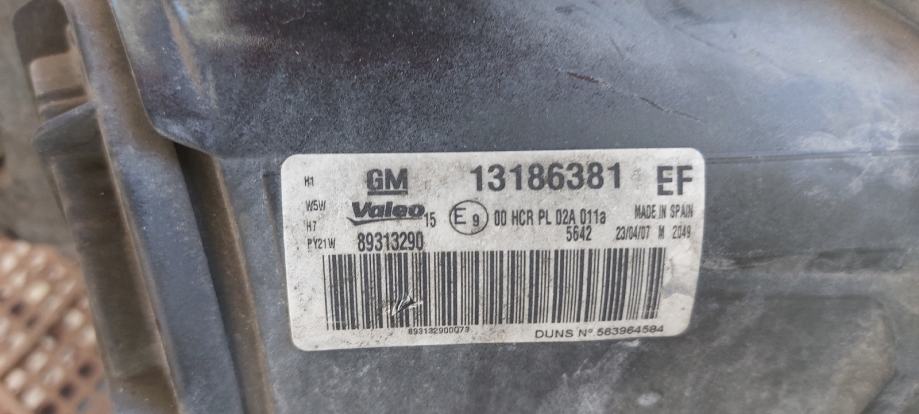 H1 GM 13186381 EF
W5W Valeo 15 E9 00 HCR PL 02A 011a MADE IN SPAIN
H7 5642 23/04/07 M 2049
PY21W 89313290
893132900073 DUNS Nº 563964584